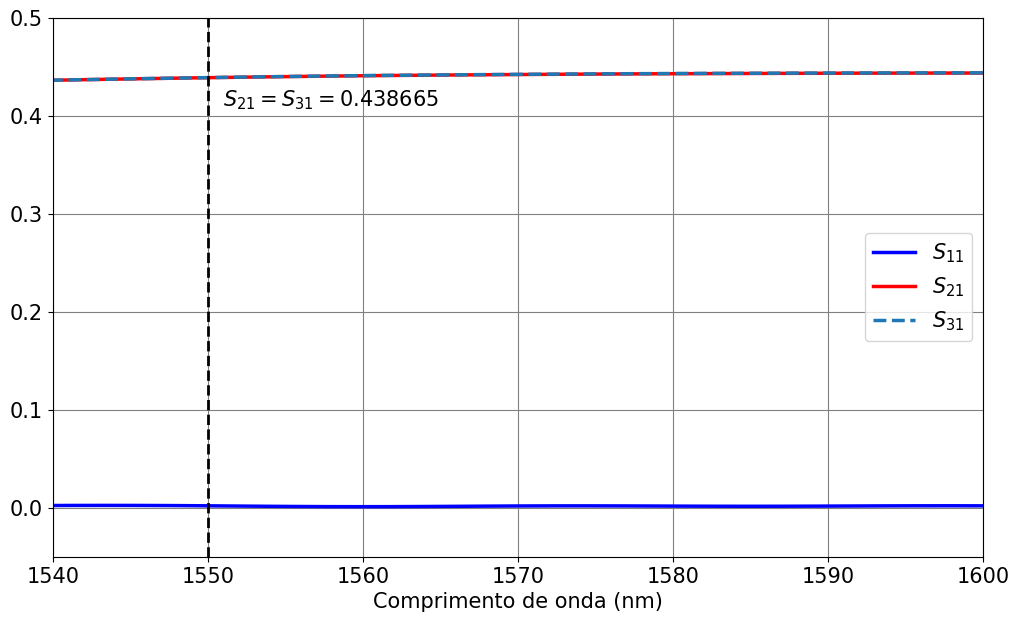 0.5
0.4
0.3
0.2
0.1
0.0
S₂₁ = S₃₁ = 0.438665
S₁₁
S₂₁
S₃₁
1540 1550 1560 1570 1580 1590 1600
Comprimento de onda (nm)